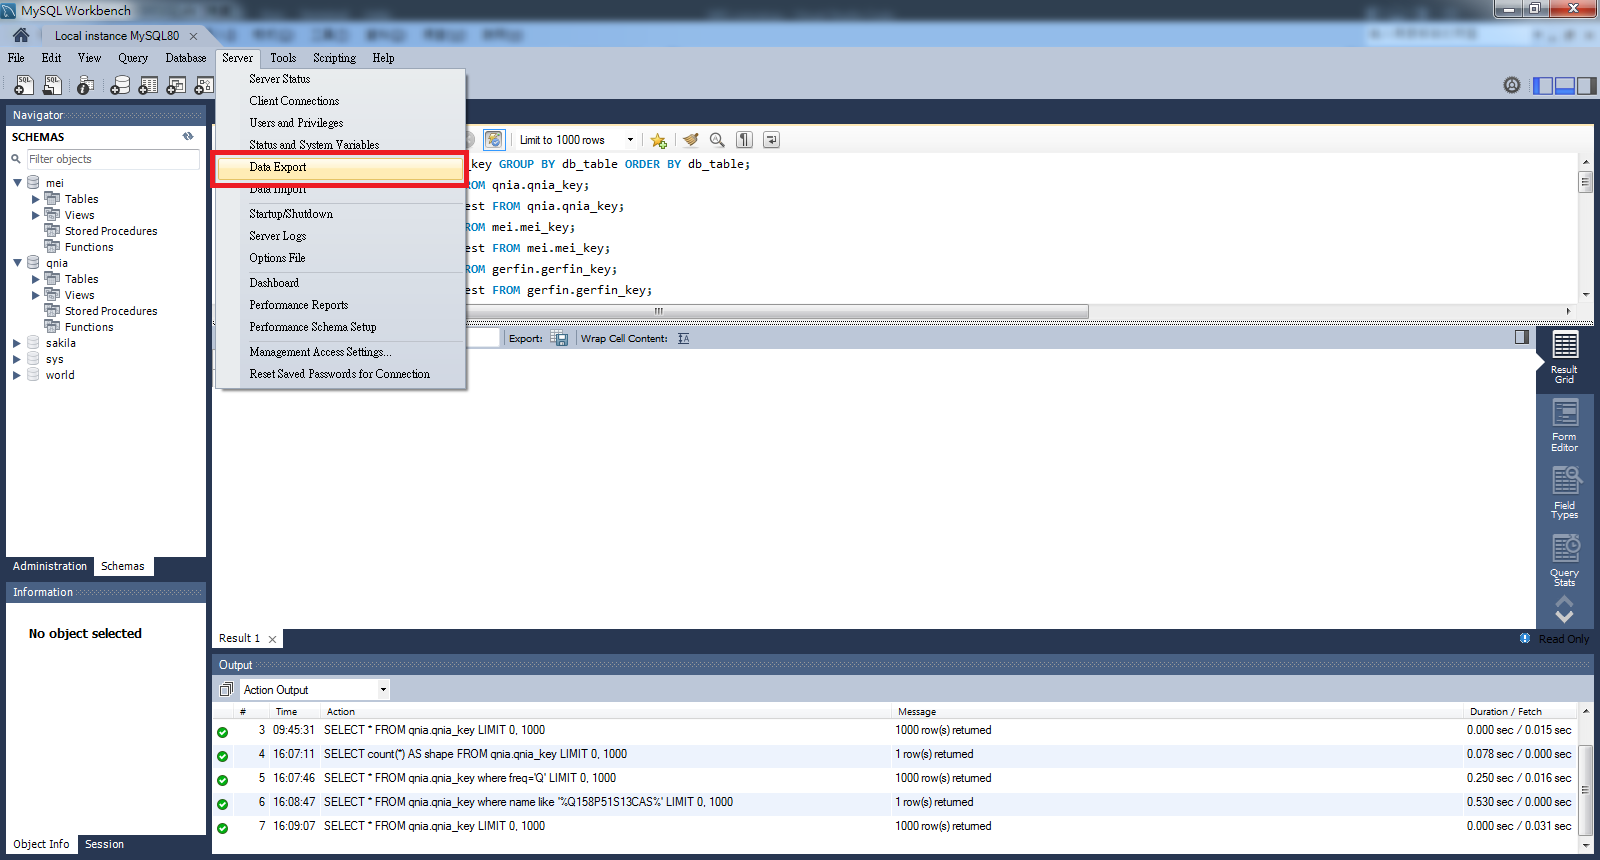 MySQL Workbench
Local instance MySQL80
File Edit View Query Database Server Tools Scripting Help
Server Status
Client Connections
Users and Privileges
Status and System Variables
Data Export
Data Import
Startup/Shutdown
Server Logs
Options File
Dashboard
Performance Reports
Performance Schema Setup
Management Access Settings...
Reset Saved Passwords for Connection
Navigator
SCHEMAS
Filter objects
mei
Tables
Views
Stored Procedures
Functions
qnia
Tables
Views
Stored Procedures
Functions
sakila
sys
world
Administration Schemas
Information
No object selected
Object Info Session
Limit to 1000 rows
_key GROUP BY db_table ORDER BY db_table;
OM qnia.qnia_key;
est FROM qnia.qnia_key;
OM mei.mei_key;
est FROM mei.mei_key;
OM gerfin.gerfin_key;
est FROM gerfin.gerfin_key;
Export: Wrap Cell Content:
Result Grid
Form Editor
Field Types
Query Stats
Result 1
Read Only
Output
Action Output
# Time Action Message Duration / Fetch
3 09:45:31 SELECT * FROM qnia.qnia_key LIMIT 0, 1000 1000 row(s) returned 0.000 sec / 0.015 sec
4 16:07:11 SELECT count(*) AS shape FROM qnia.qnia_key LIMIT 0, 1000 1 row(s) returned 0.078 sec / 0.000 sec
5 16:07:46 SELECT * FROM qnia.qnia_key where freq='Q' LIMIT 0, 1000 1000 row(s) returned 0.250 sec / 0.016 sec
6 16:08:47 SELECT * FROM qnia.qnia_key where name like '%Q158P51S13CAS%' LIMIT 0, 1000 1 row(s) returned 0.530 sec / 0.000 sec
7 16:09:07 SELECT * FROM qnia.qnia_key LIMIT 0, 1000 1000 row(s) returned 0.000 sec / 0.031 sec